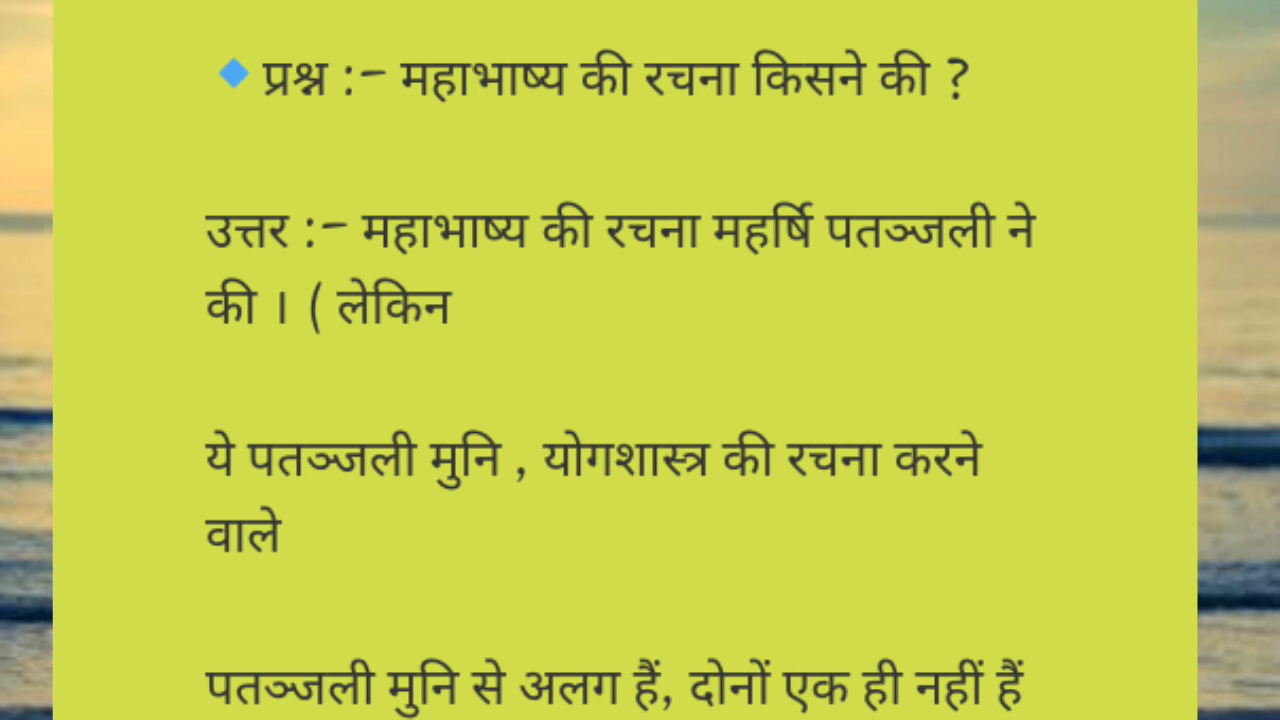 🔹प्रश्न :- महाभाष्य की रचना किसने की ?
उत्तर :- महाभाष्य की रचना महर्षि पतञ्जली ने
की । ( लेकिन
ये पतञ्जली मुनि , योगशास्त्र की रचना करने
वाले
पतञ्जली मुनि से अलग हैं, दोनों एक ही नहीं हैं